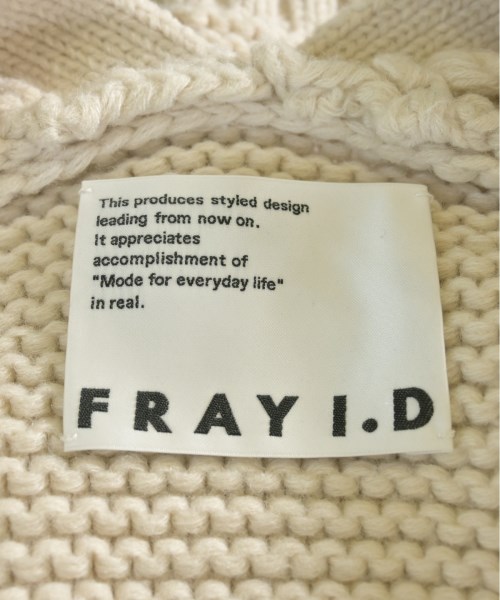 This produces styled design
leading from now on.
It appreciates
accomplishment of
"Mode for everyday life"
in real.
FRAY I.D